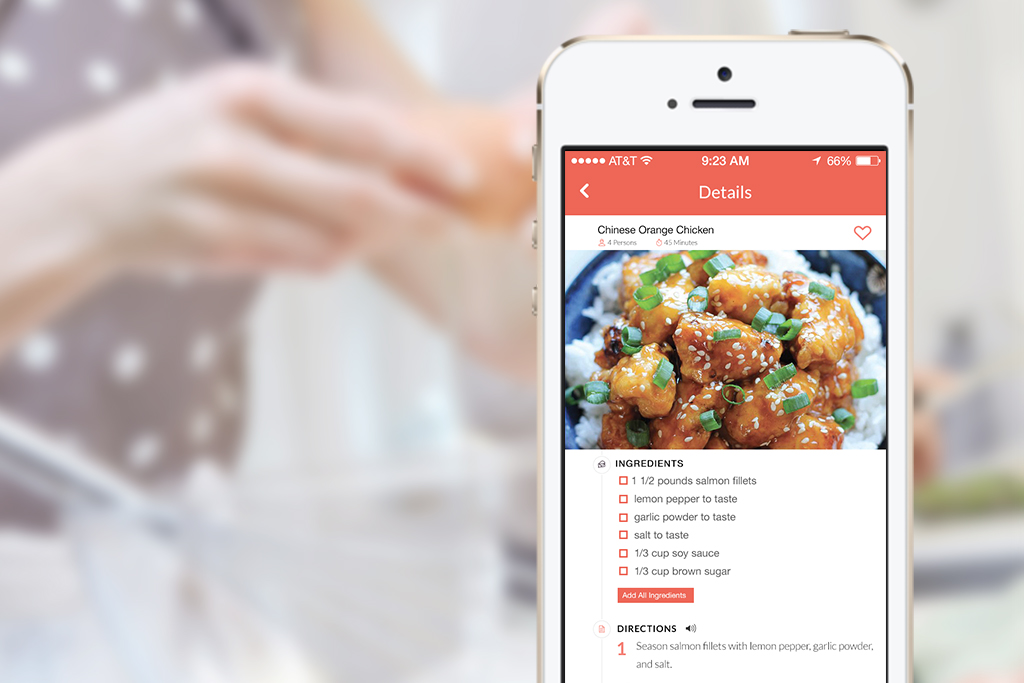 AT&T 9:23 AM 66%
Details
Chinese Orange Chicken
4 Persons 45 Minutes
INGREDIENTS
1 1/2 pounds salmon fillets
lemon pepper to taste
garlic powder to taste
salt to taste
1/3 cup soy sauce
1/3 cup brown sugar
Add All Ingredients
DIRECTIONS
1 Season salmon fillets with lemon pepper, garlic powder,
and salt.